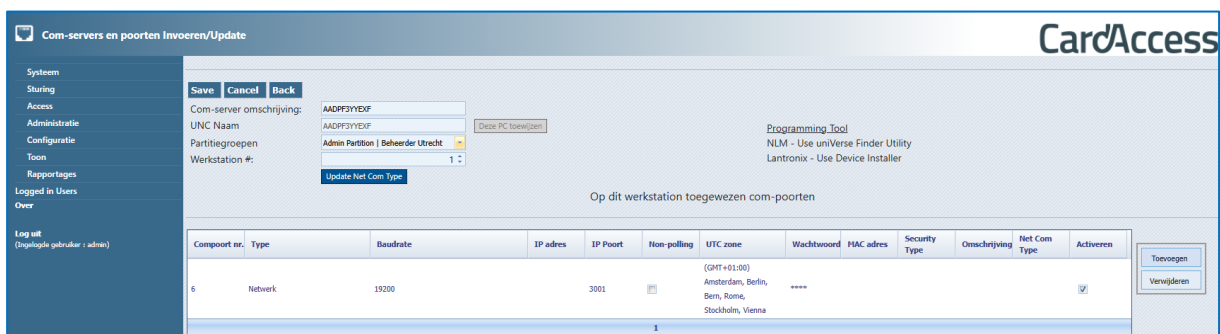 Com-servers en poorten Invoeren/Update
CardAccess
Systeem
Sturing
Access
Administratie
Configuratie
Toon
Rapportages
Logged in Users
Over
Log uit
(Ingelogde gebruiker : admin)
Save Cancel Back
Com-server omschrijving: AADPF3YYEXF
UNC Naam AADPF3YYEXF Deze PC toewijzen
Partitiegroepen Admin Partition | Beheerder Utrecht
Werkstation #: 1
Update Net Com Type
Programming Tool
NLM - Use uniVerse Finder Utility
Lantronix - Use Device Installer
Op dit werkstation toegewezen com-poorten
Compoort nr. Type Baudrate IP adres IP Poort Non-polling UTC zone Wachtwoord MAC adres Security Type Omschrijving Net Com Type Activeren
6 Netwerk 19200 3001 (GMT+01:00) Amsterdam, Berlin, Bern, Rome, Stockholm, Vienna ****
1
Toevoegen
Verwijderen